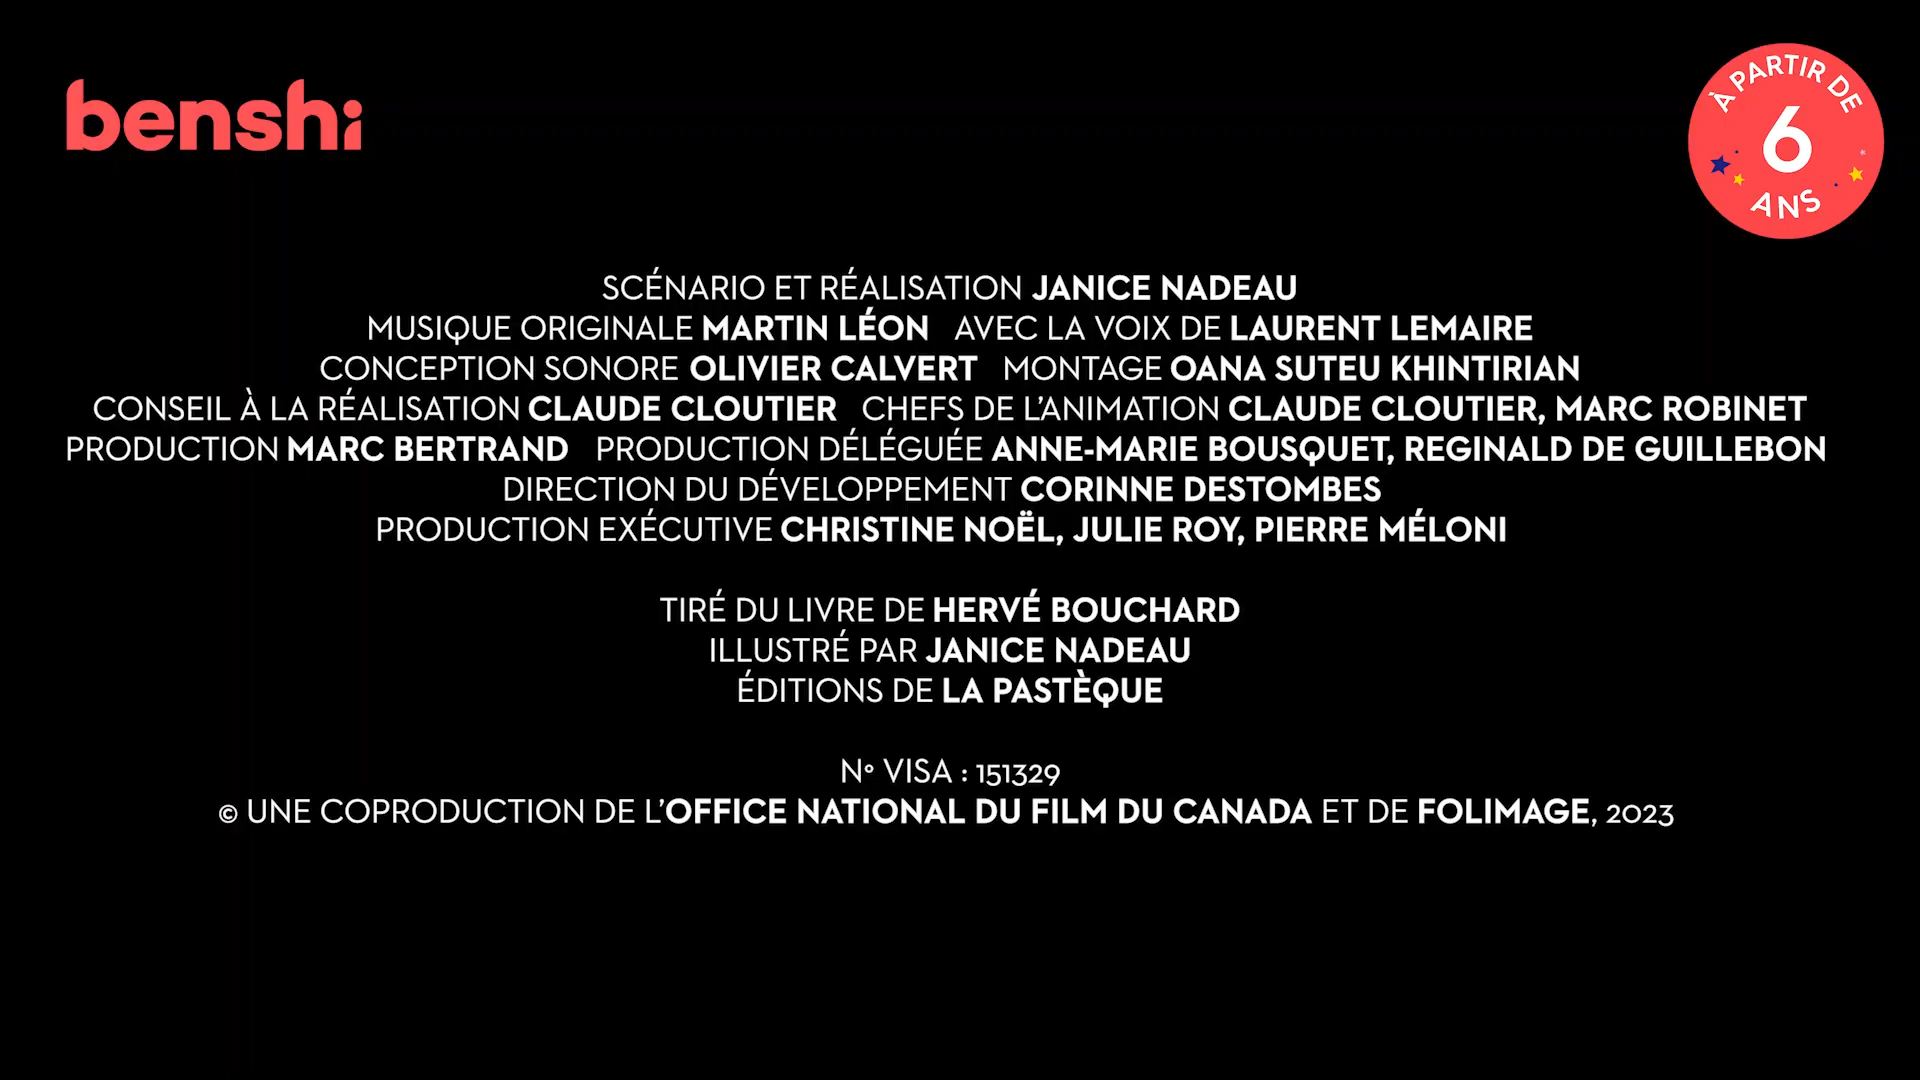 benshi
À PARTIR DE
6
ANS
SCÉNARIO ET RÉALISATION JANICE NADEAU
MUSIQUE ORIGINALE MARTIN LÉON AVEC LA VOIX DE LAURENT LEMAIRE
CONCEPTION SONORE OLIVIER CALVERT MONTAGE OANA SUTEU KHINTIRIAN
CONSEIL À LA RÉALISATION CLAUDE CLOUTIER CHEFS DE L’ANIMATION CLAUDE CLOUTIER, MARC ROBINET
PRODUCTION MARC BERTRAND PRODUCTION DÉLÉGUÉE ANNE-MARIE BOUSQUET, REGINALD DE GUILLEBON
DIRECTION DU DÉVELOPPEMENT CORINNE DESTOMBES
PRODUCTION EXÉCUTIVE CHRISTINE NOËL, JULIE ROY, PIERRE MÉLONI
TIRÉ DU LIVRE DE HERVÉ BOUCHARD
ILLUSTRÉ PAR JANICE NADEAU
ÉDITIONS DE LA PASTÈQUE
N° VISA : 151329
© UNE COPRODUCTION DE L’OFFICE NATIONAL DU FILM DU CANADA ET DE FOLIMAGE, 2023